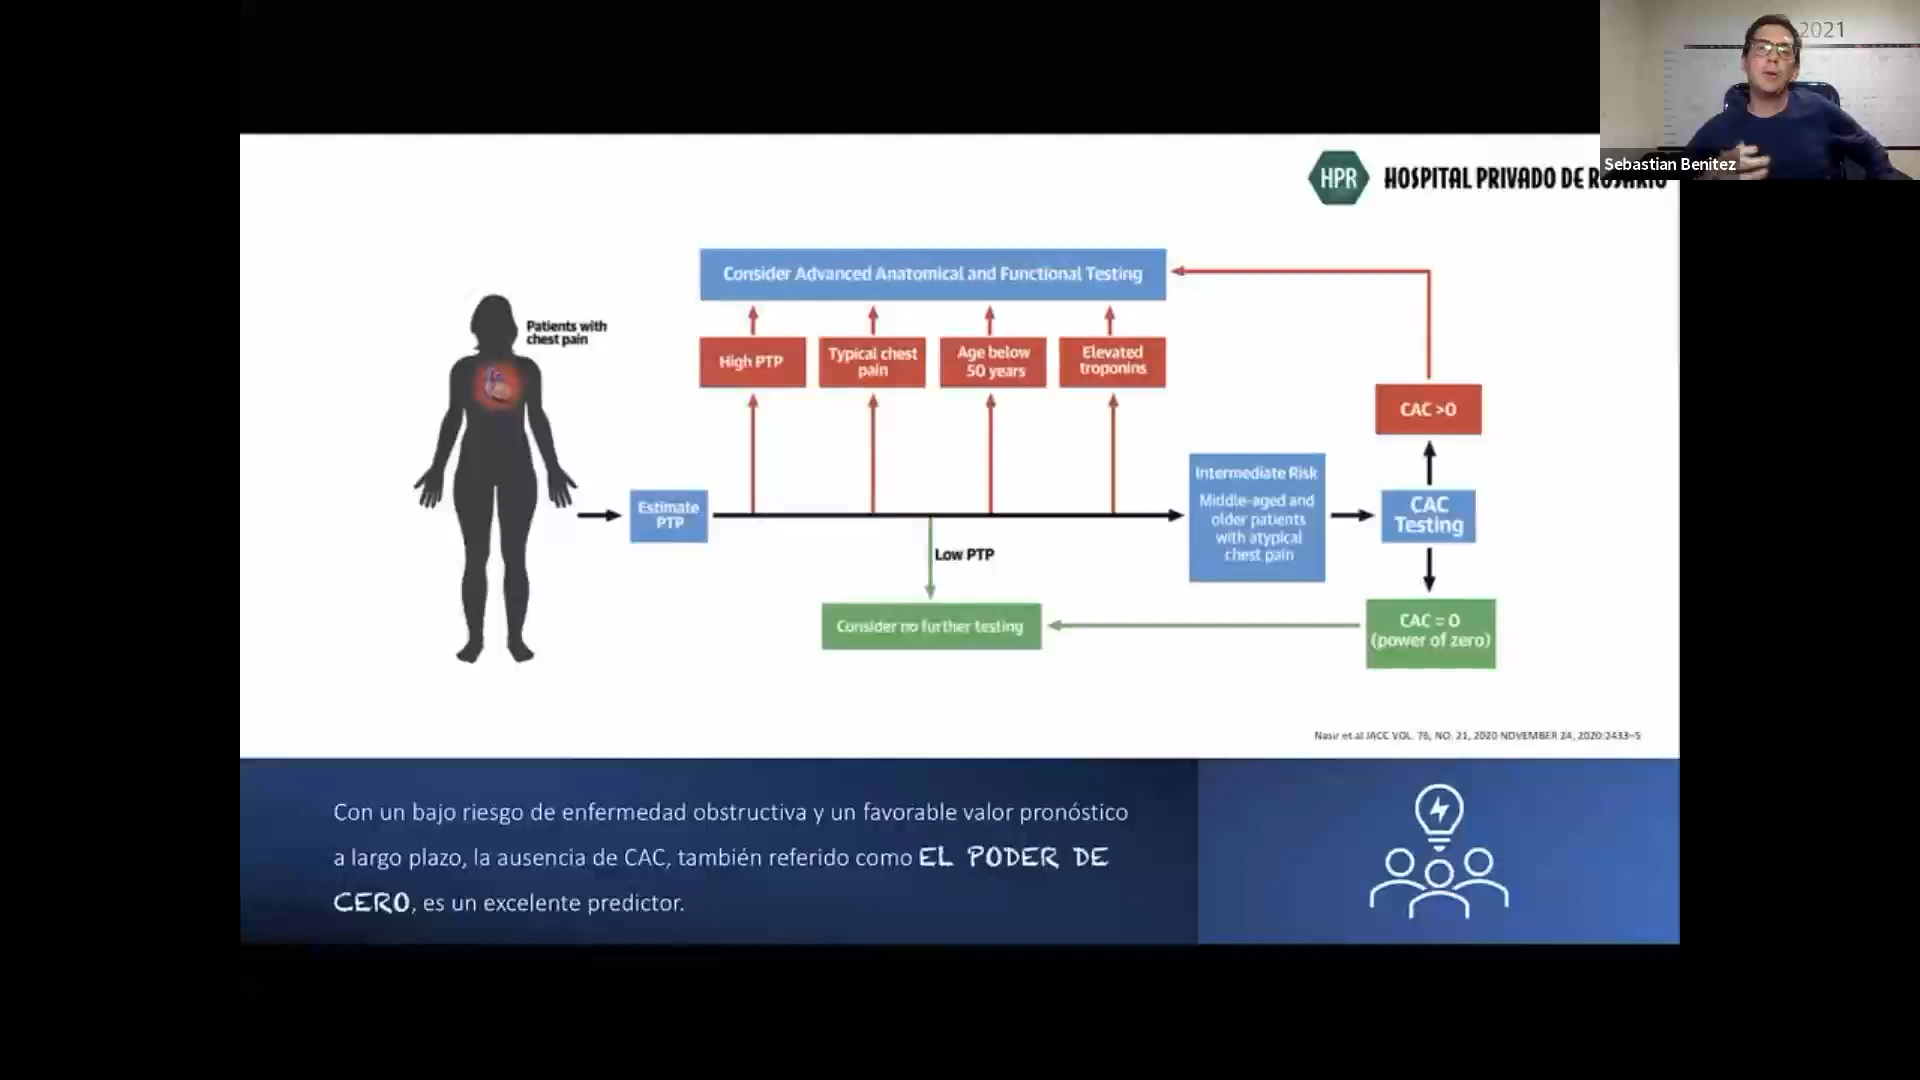 2021
Sebastian Benitez
HPR HOSPITAL PRIVADO DE ROSARIO
Consider Advanced Anatomical and Functional Testing
Patients with
chest pain
High PTP
Typical chest
pain
Age below
50 years
Elevated
troponins
CAC >0
Estimate
PTP
Intermediate Risk
Middle-aged and
older patients
with atypical
chest pain
CAC
Testing
Low PTP
Consider no further testing
CAC = 0
(power of zero)
Nasir et al JACC VOL. 76, NO. 21, 2020 NOVEMBER 24, 2020:2433–5
Con un bajo riesgo de enfermedad obstructiva y un favorable valor pronóstico
a largo plazo, la ausencia de CAC, también referido como EL PODER DE
CERO, es un excelente predictor.